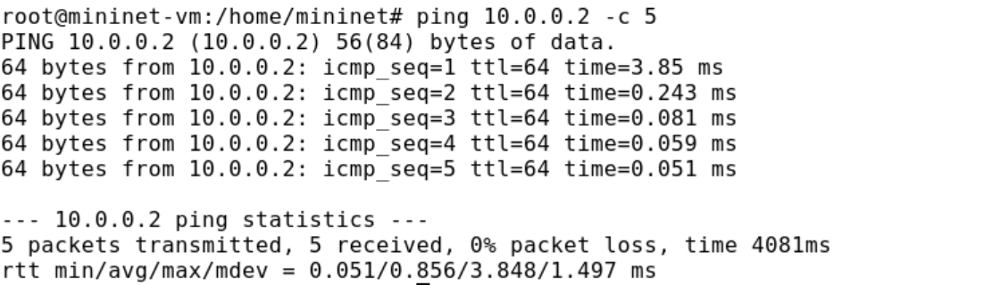 root@mininet-vm:/home/mininet# ping 10.0.0.2 -c 5
PING 10.0.0.2 (10.0.0.2) 56(84) bytes of data.
64 bytes from 10.0.0.2: icmp_seq=1 ttl=64 time=3.85 ms
64 bytes from 10.0.0.2: icmp_seq=2 ttl=64 time=0.243 ms
64 bytes from 10.0.0.2: icmp_seq=3 ttl=64 time=0.081 ms
64 bytes from 10.0.0.2: icmp_seq=4 ttl=64 time=0.059 ms
64 bytes from 10.0.0.2: icmp_seq=5 ttl=64 time=0.051 ms
--- 10.0.0.2 ping statistics ---
5 packets transmitted, 5 received, 0% packet loss, time 4081ms
rtt min/avg/max/mdev = 0.051/0.856/3.848/1.497 ms